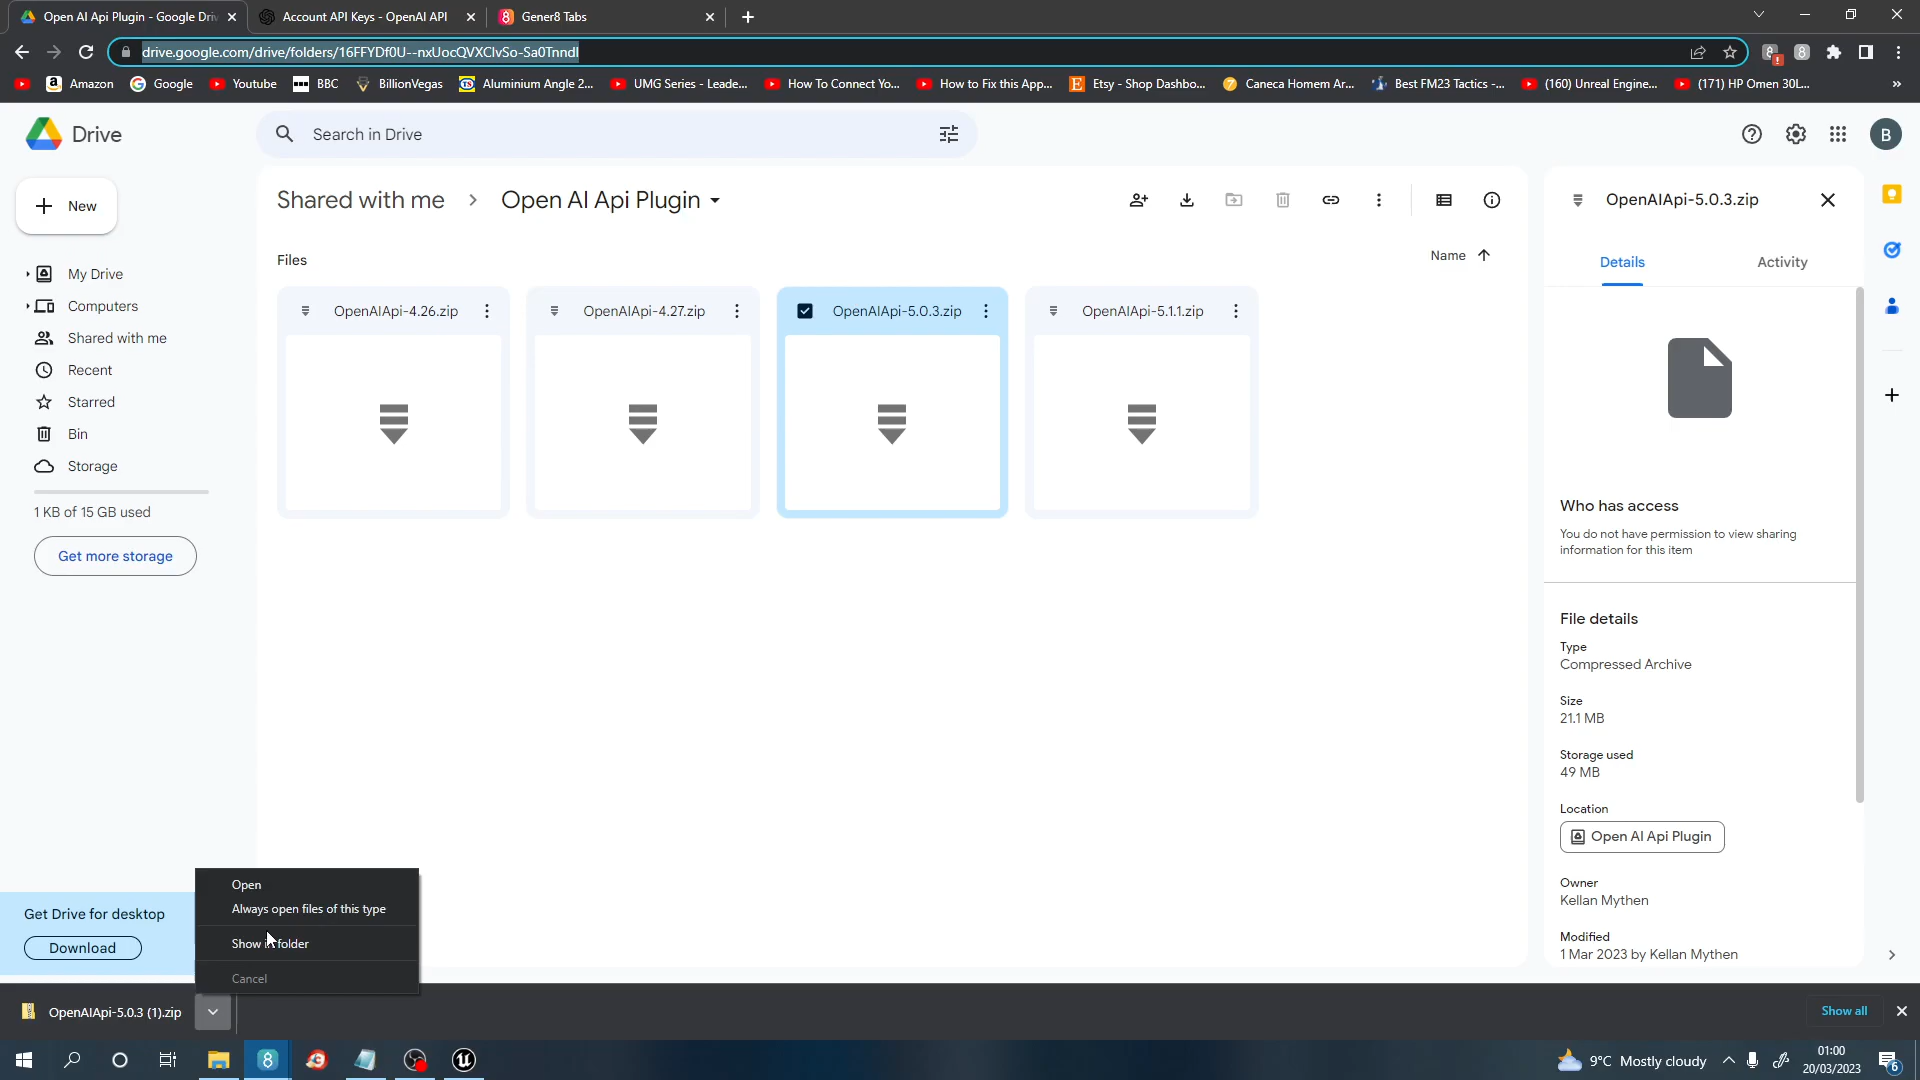 Open AI Api Plugin - Google Driv
Account API Keys - OpenAI API
Gener8 Tabs
drive.google.com/drive/folders/16FFYDf0U--nxUocQVXClvSo-Sa0TnndI
Amazon
Google
Youtube
BBC
BillionVegas
Aluminium Angle 2...
UMG Series - Leade...
How To Connect Yo...
How to Fix this App...
Etsy - Shop Dashbo...
Caneca Homem Ar...
Best FM23 Tactics -...
(160) Unreal Engine...
(171) HP Omen 30L...
»
Drive
Search in Drive
B
New
Shared with me
Open AI Api Plugin
OpenAIApi-5.0.3.zip
Files
Name
Details
Activity
My Drive
Computers
Shared with me
Recent
Starred
Bin
Storage
1 KB of 15 GB used
Get more storage
OpenAIApi-4.26.zip
OpenAIApi-4.27.zip
OpenAIApi-5.0.3.zip
OpenAIApi-5.1.1.zip
Who has access
You do not have permission to view sharing
information for this item
File details
Type
Compressed Archive
Size
21.1 MB
Storage used
49 MB
Location
Open AI Api Plugin
Owner
Kellan Mythen
Modified
1 Mar 2023 by Kellan Mythen
Get Drive for desktop
Download
Open
Always open files of this type
Show in folder
Cancel
OpenAIApi-5.0.3 (1).zip
Show all
9°C Mostly cloudy
01:00
20/03/2023
6